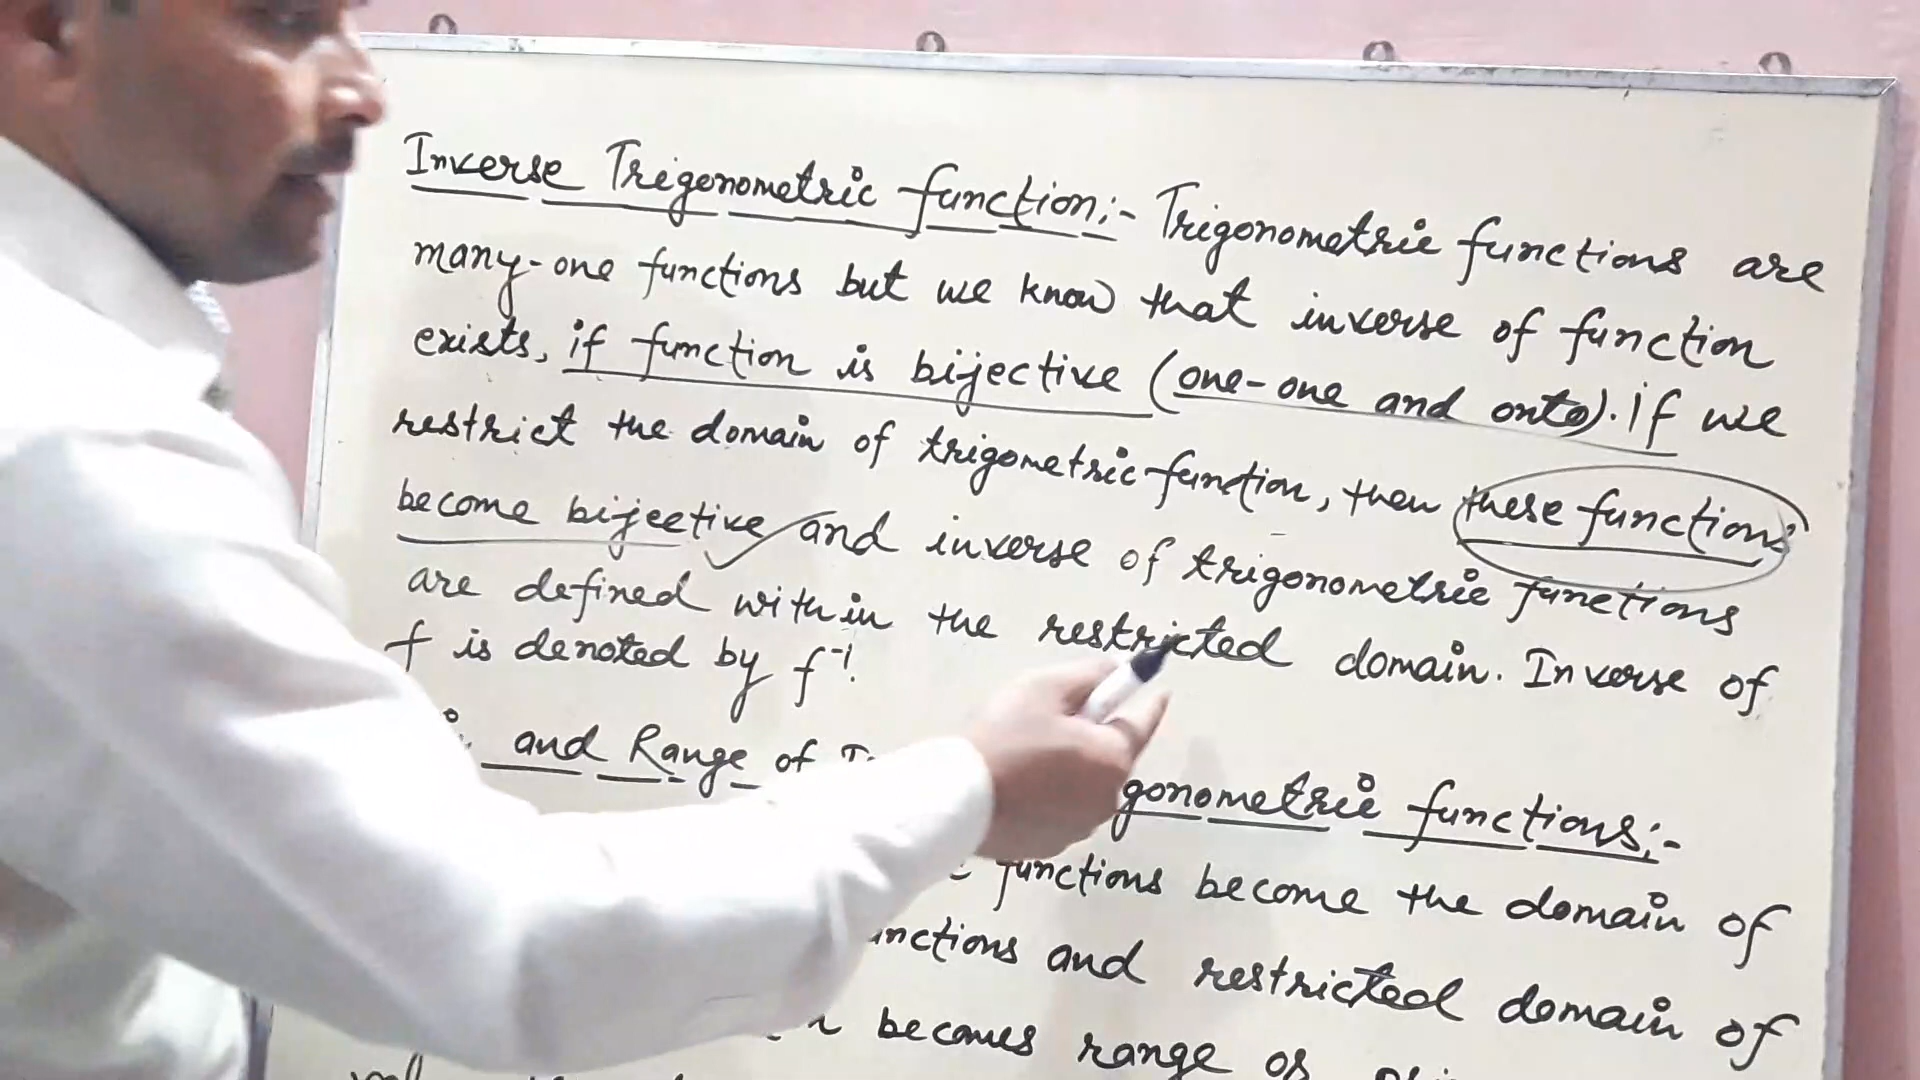 Inverse Trigonometric function:- Trigonometric functions are
many-one functions but we know that inverse of function
exists, if function is bijective (one-one and onto). If we
restrict the domain of trigometric function, then these functions
become bijective and inverse of trigonometric functions
are defined within the restricted domain. Inverse of
f is denoted by f⁻¹.
and Range of gonometric functions:-
functions become the domain of
unctions and restricted domain of
becomes range of